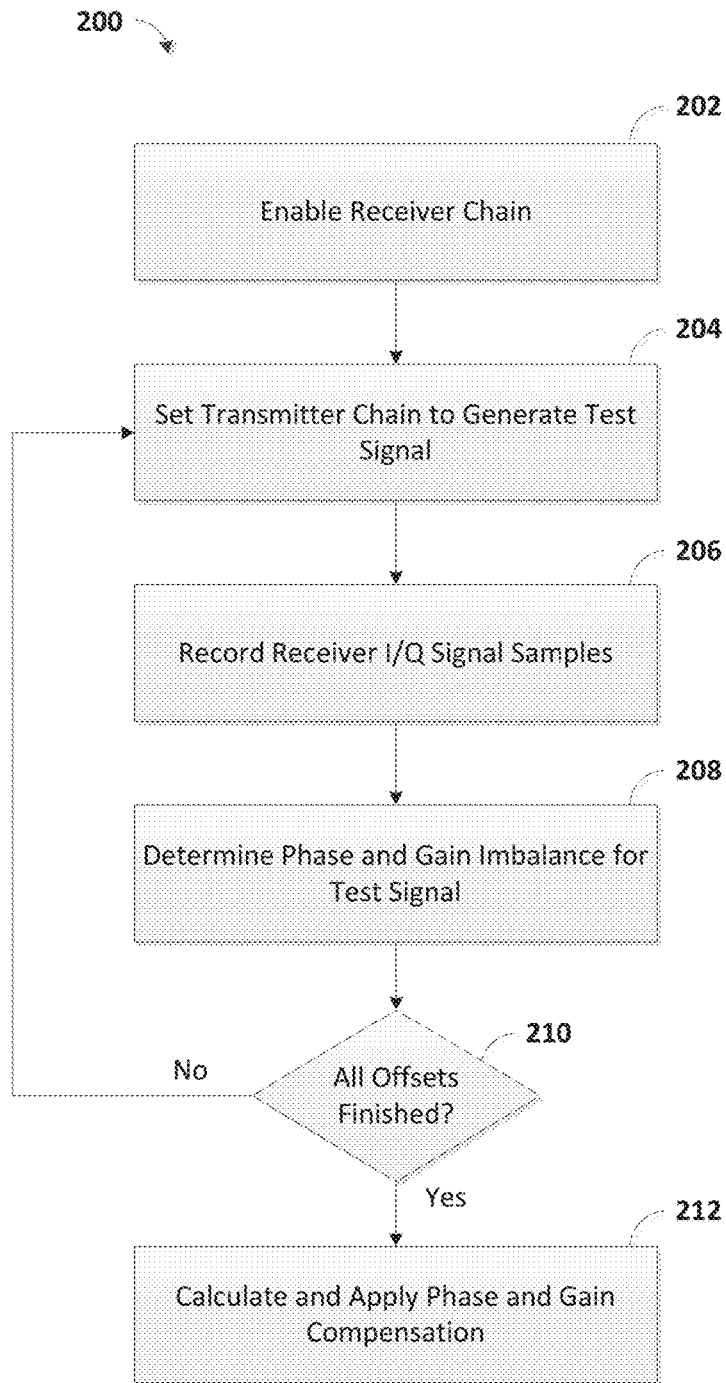 200
202
Enable Receiver Chain
204
Set Transmitter Chain to Generate Test
Signal
206
Record Receiver I/Q Signal Samples
208
Determine Phase and Gain Imbalance for
Test Signal
210
All Offsets
Finished?
No
Yes
212
Calculate and Apply Phase and Gain
Compensation